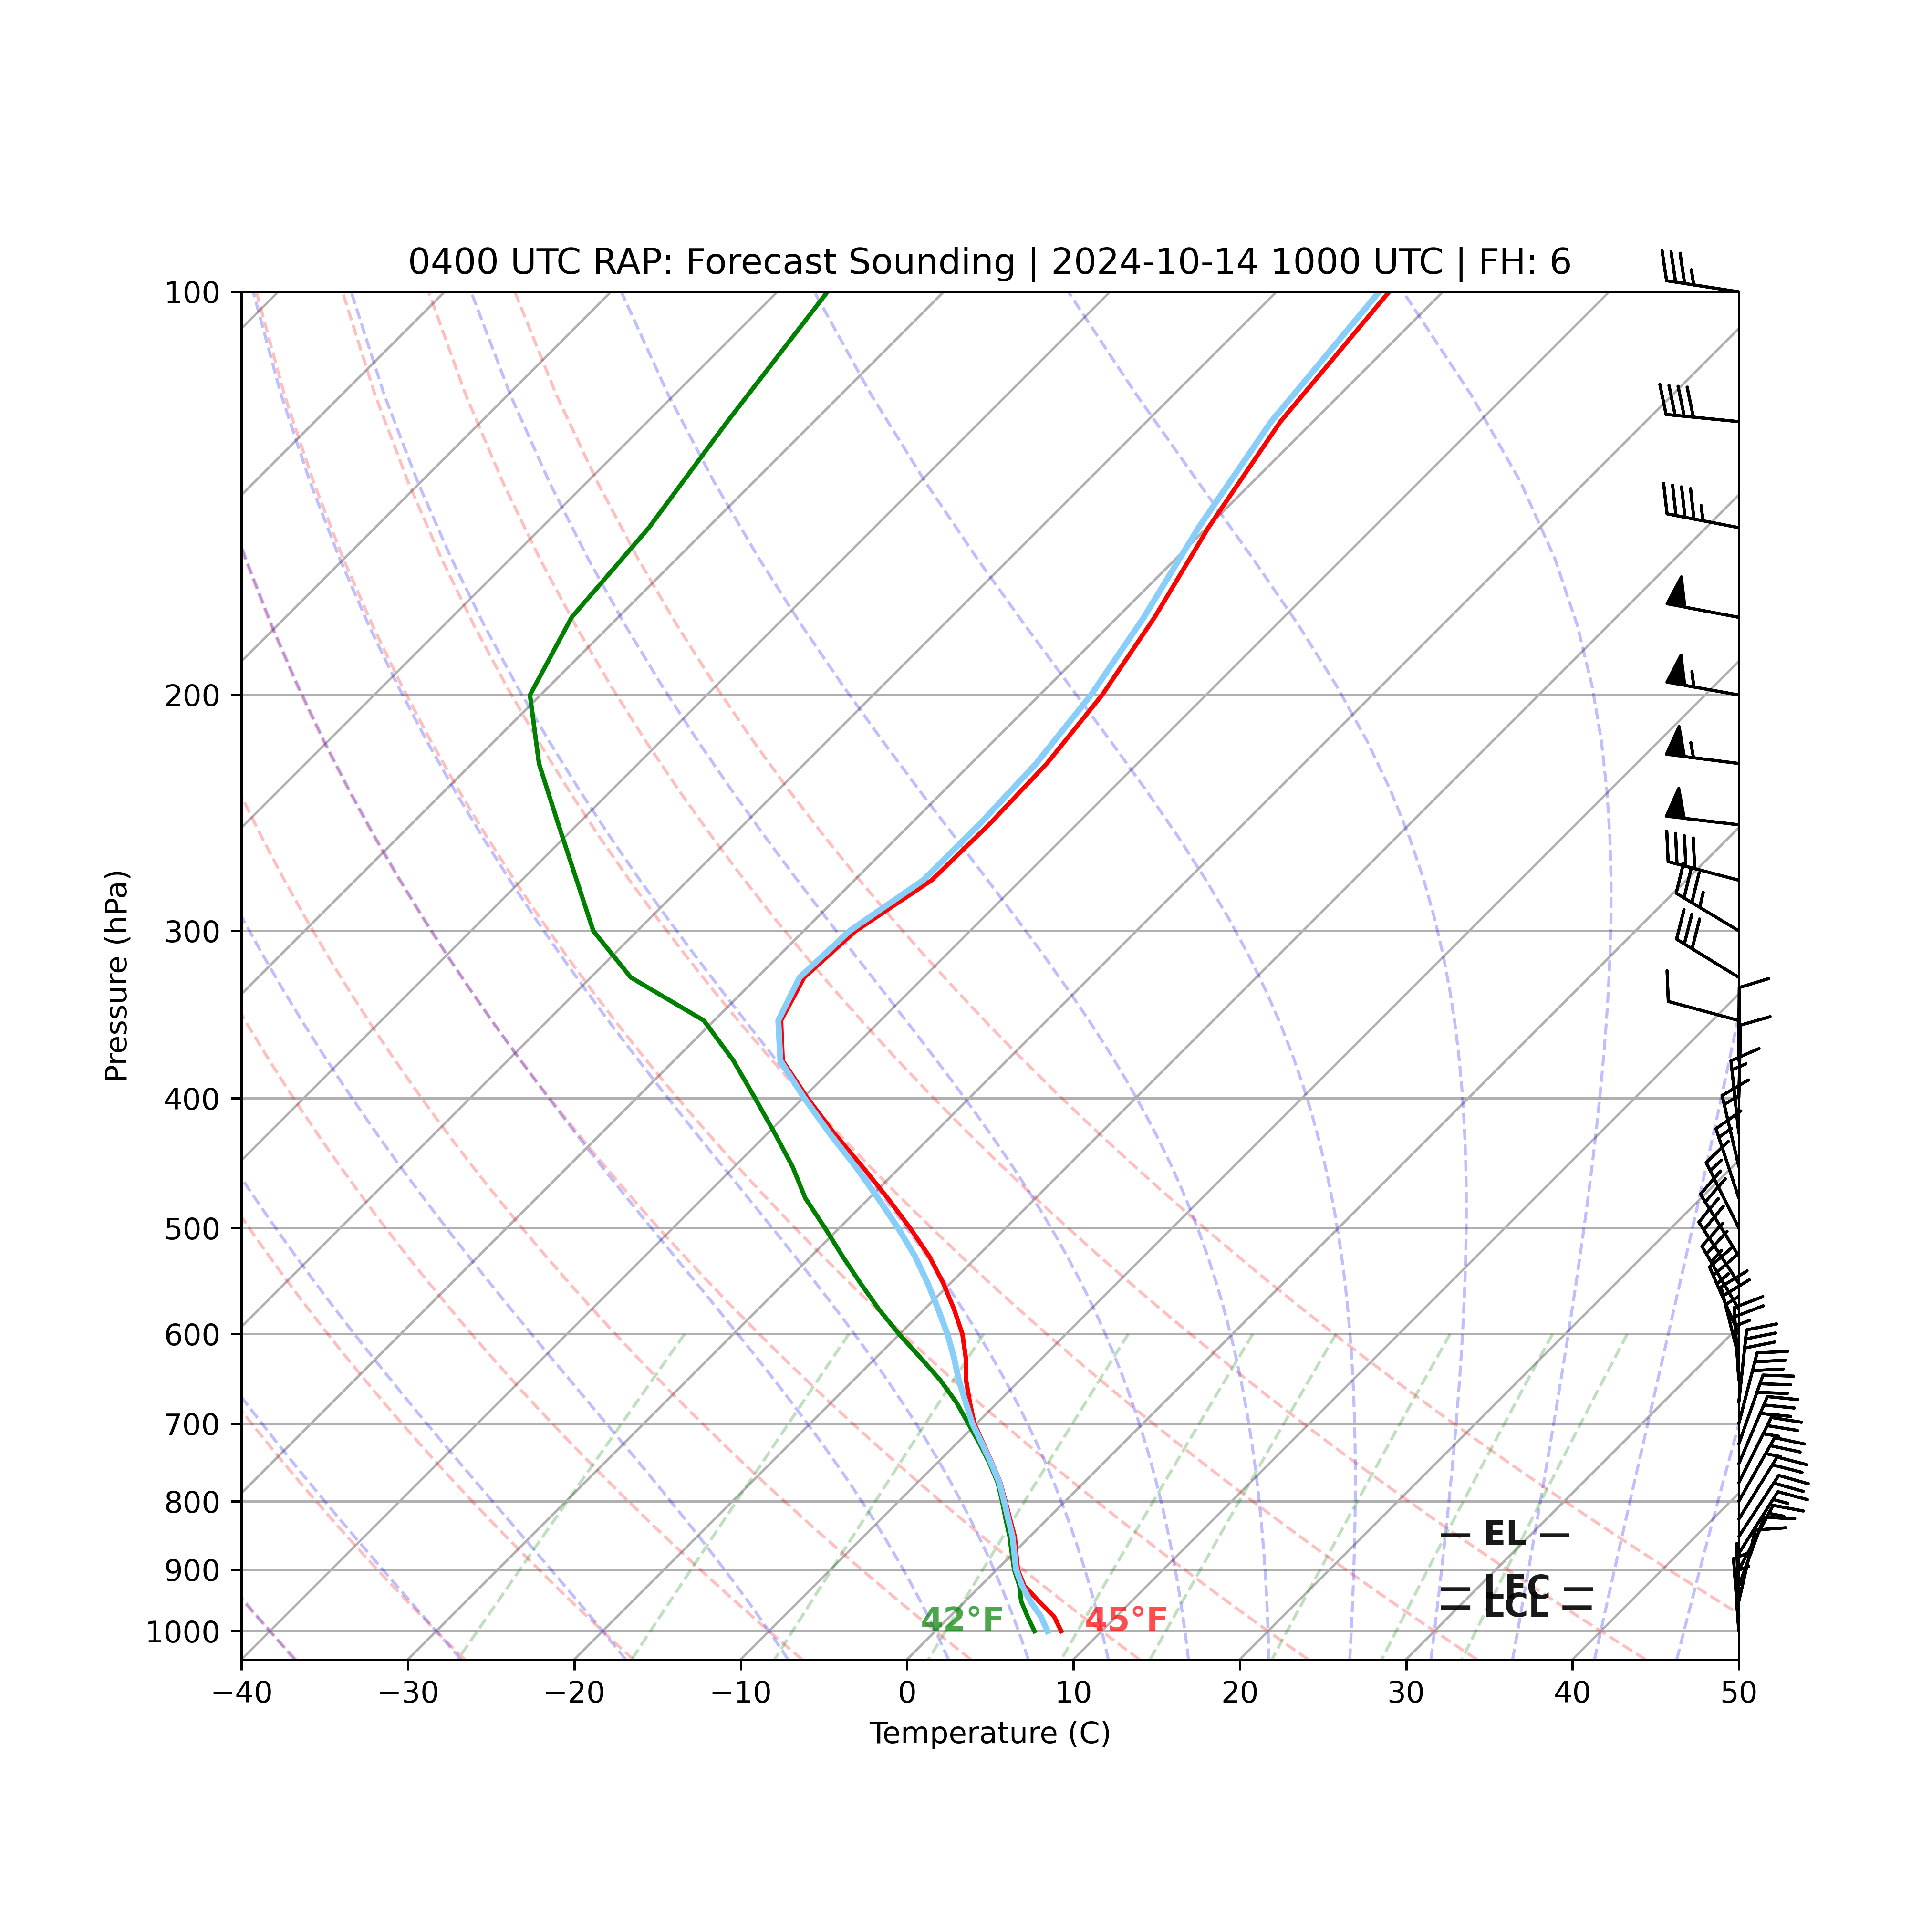 0400 UTC RAP: Forecast Sounding | 2024-10-14 1000 UTC | FH: 6
100
200
300
400
500
600
700
800
900
1000
Pressure (hPa)
— EL —
— LFC —
— LCL —
42°F
45°F
−40 −30 −20 −10 0 10 20 30 40 50
Temperature (C)